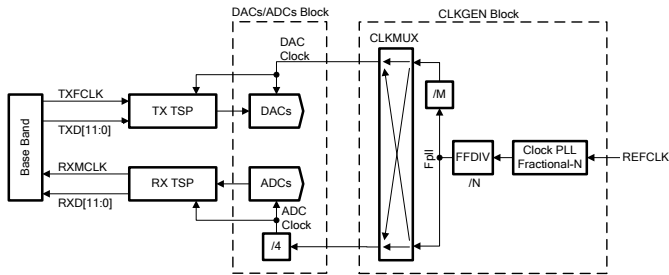 DACs/ADCs Block
CLKGEN Block
DAC
Clock
CLKMUX
TXFCLK
TX TSP
DACs
/M
TXD[11:0]
Base Band
Fpll
FFDIV
/N
Clock PLL
Fractional-N
REFCLK
RXMCLK
RX TSP
ADCs
RXD[11:0]
ADC
Clock
/4